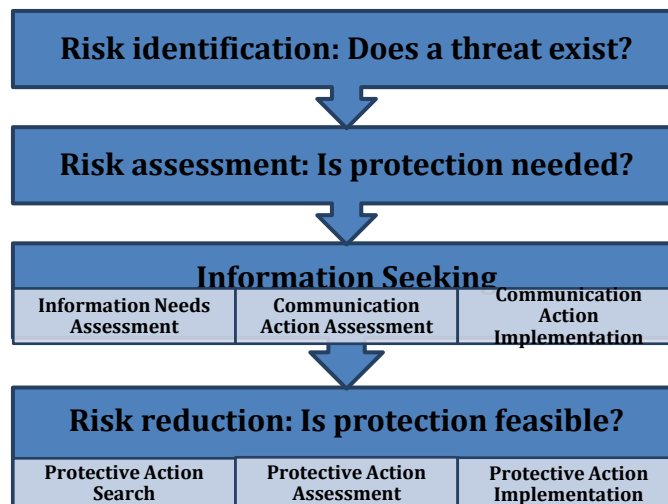 Risk identification: Does a threat exist?
Risk assessment: Is protection needed?
Information Seeking
Information Needs
Assessment
Communication
Action Assessment
Communication
Action
Implementation
Risk reduction: Is protection feasible?
Protective Action
Search
Protective Action
Assessment
Protective Action
Implementation